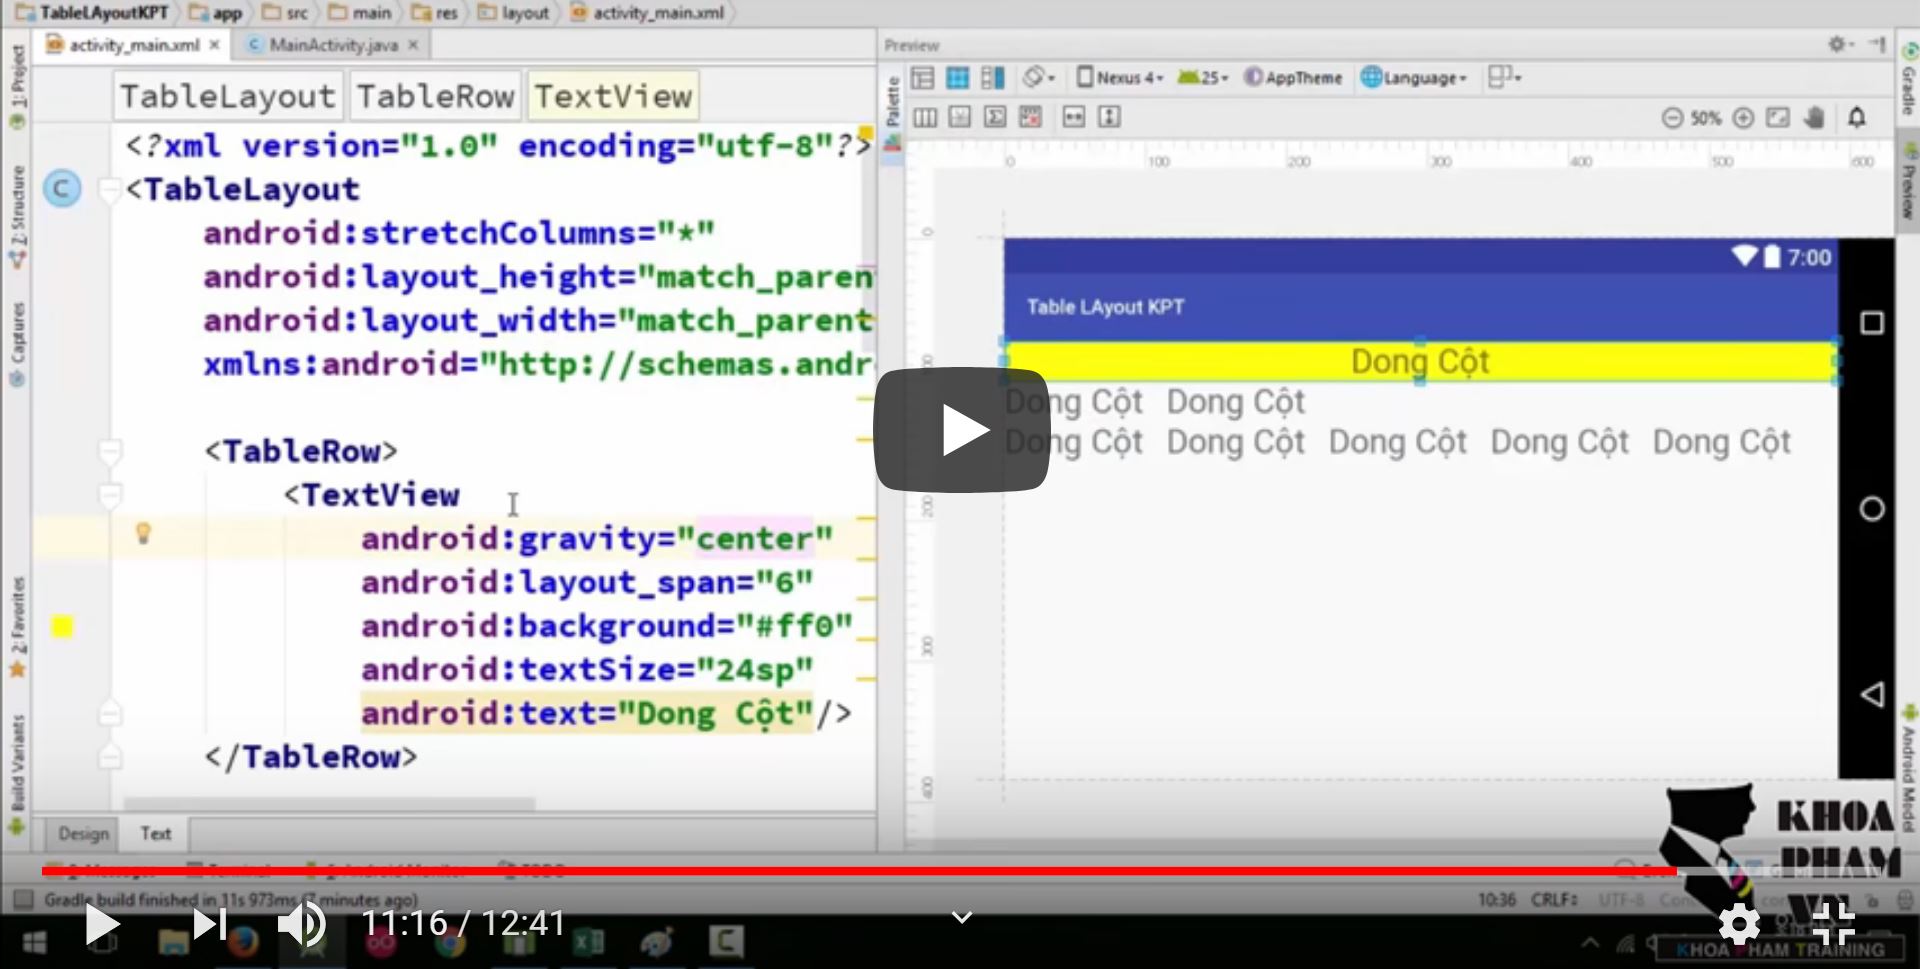 TableLAyoutKPT app src main res layout activity_main.xml
activity_main.xml MainActivity.java
Preview
1: Project
Z: Structure
Captures
2: Favorites
Build Variants
TableLayout TableRow TextView
<?xml version="1.0" encoding="utf-8"?>
<TableLayout
android:stretchColumns="*"
android:layout_height="match_paren
android:layout_width="match_parent
xmlns:android="http://schemas.andr
<TableRow>
<TextView
android:gravity="center"
android:layout_span="6"
android:background="#ff0"
android:textSize="24sp"
android:text="Dong Cột"/>
</TableRow>
Design Text
Palette
Nexus 4 25 AppTheme Language
50%
0 100 200 300 400 500 600
0
200
300
400
7:00
Table LAyout KPT
Dong Cột
Dong Cột Dong Cột
Dong Cột Dong Cột Dong Cột Dong Cột Dong Cột
Gradle
Preview
Android Model
Terminal
Gradle build finished in 11s 973ms (7 minutes ago)
10:36 CRLF UTF-8
11:16 / 12:41
KHOA
PHAM
KHOA PHAM TRAINING